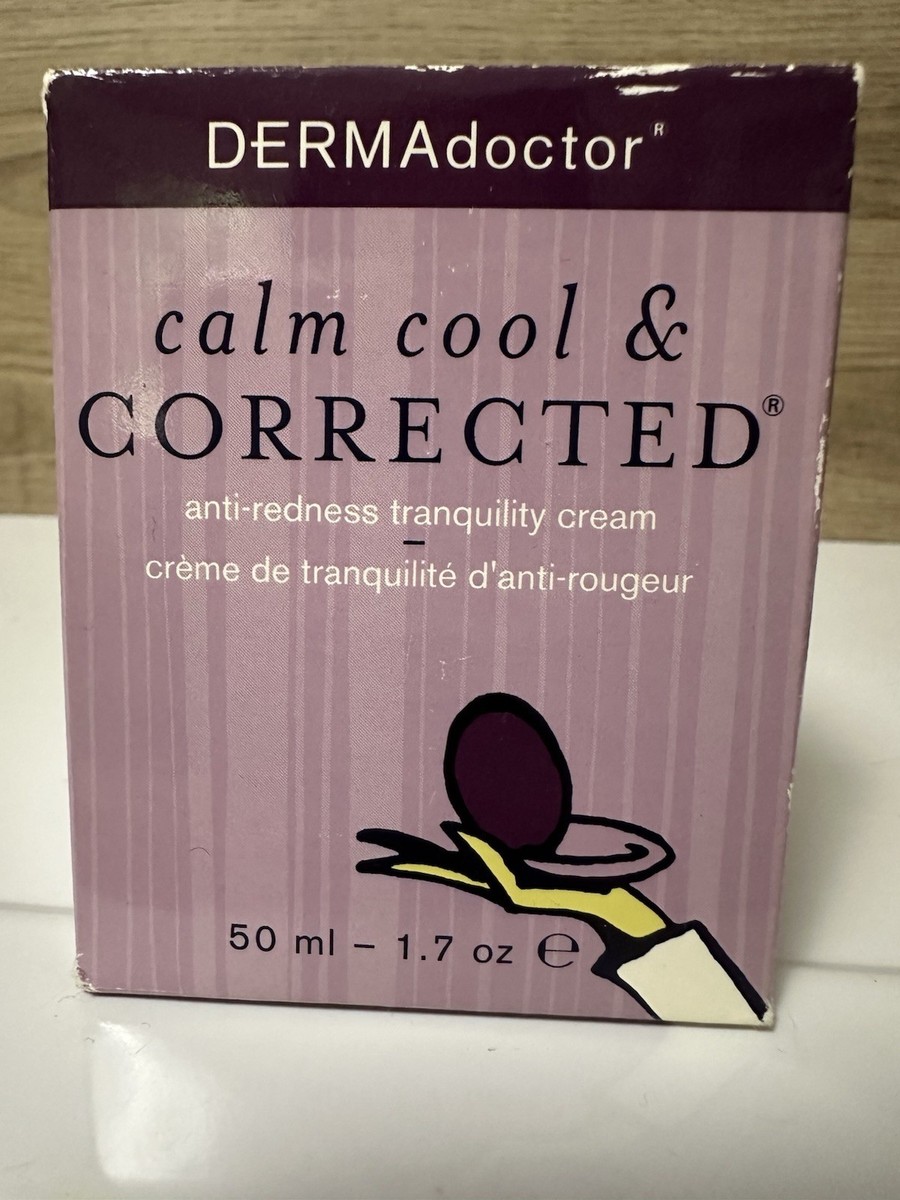 DERMAdoctor®
calm cool &
CORRECTED®
anti-redness tranquility cream
–
crème de tranquilité d'anti-rougeur
50 ml – 1.7 oz ℮